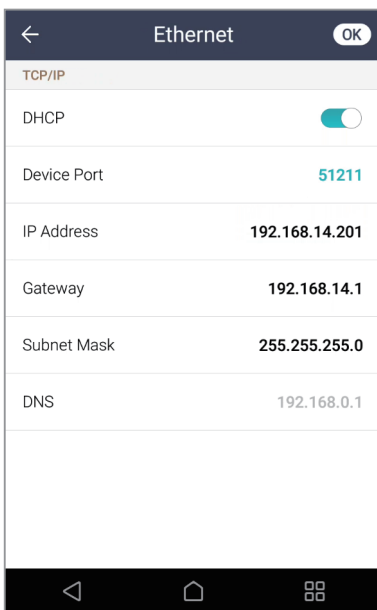 Ethernet OK
TCP/IP
DHCP
Device Port 51211
IP Address 192.168.14.201
Gateway 192.168.14.1
Subnet Mask 255.255.255.0
DNS 192.168.0.1